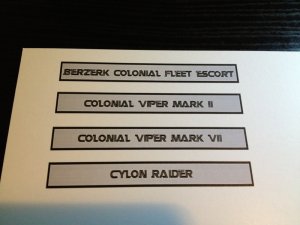 BERZERK COLONIAL FLEET ESCORT
COLONIAL VIPER MARK II
COLONIAL VIPER MARK VII
CYLON RAIDER